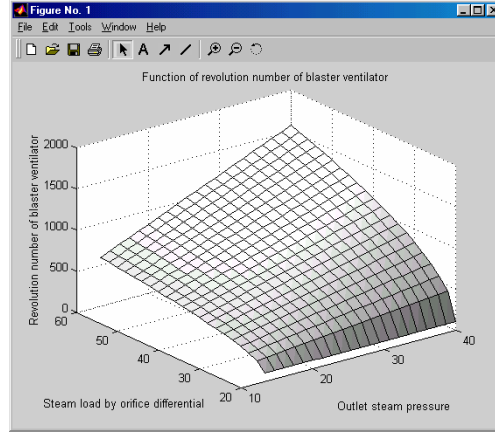 Figure No. 1
File Edit Tools Window Help
A
Function of revolution number of blaster ventilator
Revolution number of blaster ventilator
2000
1500
1000
500
0
60
50
40
30
20
10
20
30
40
Steam load by orifice differential
Outlet steam pressure